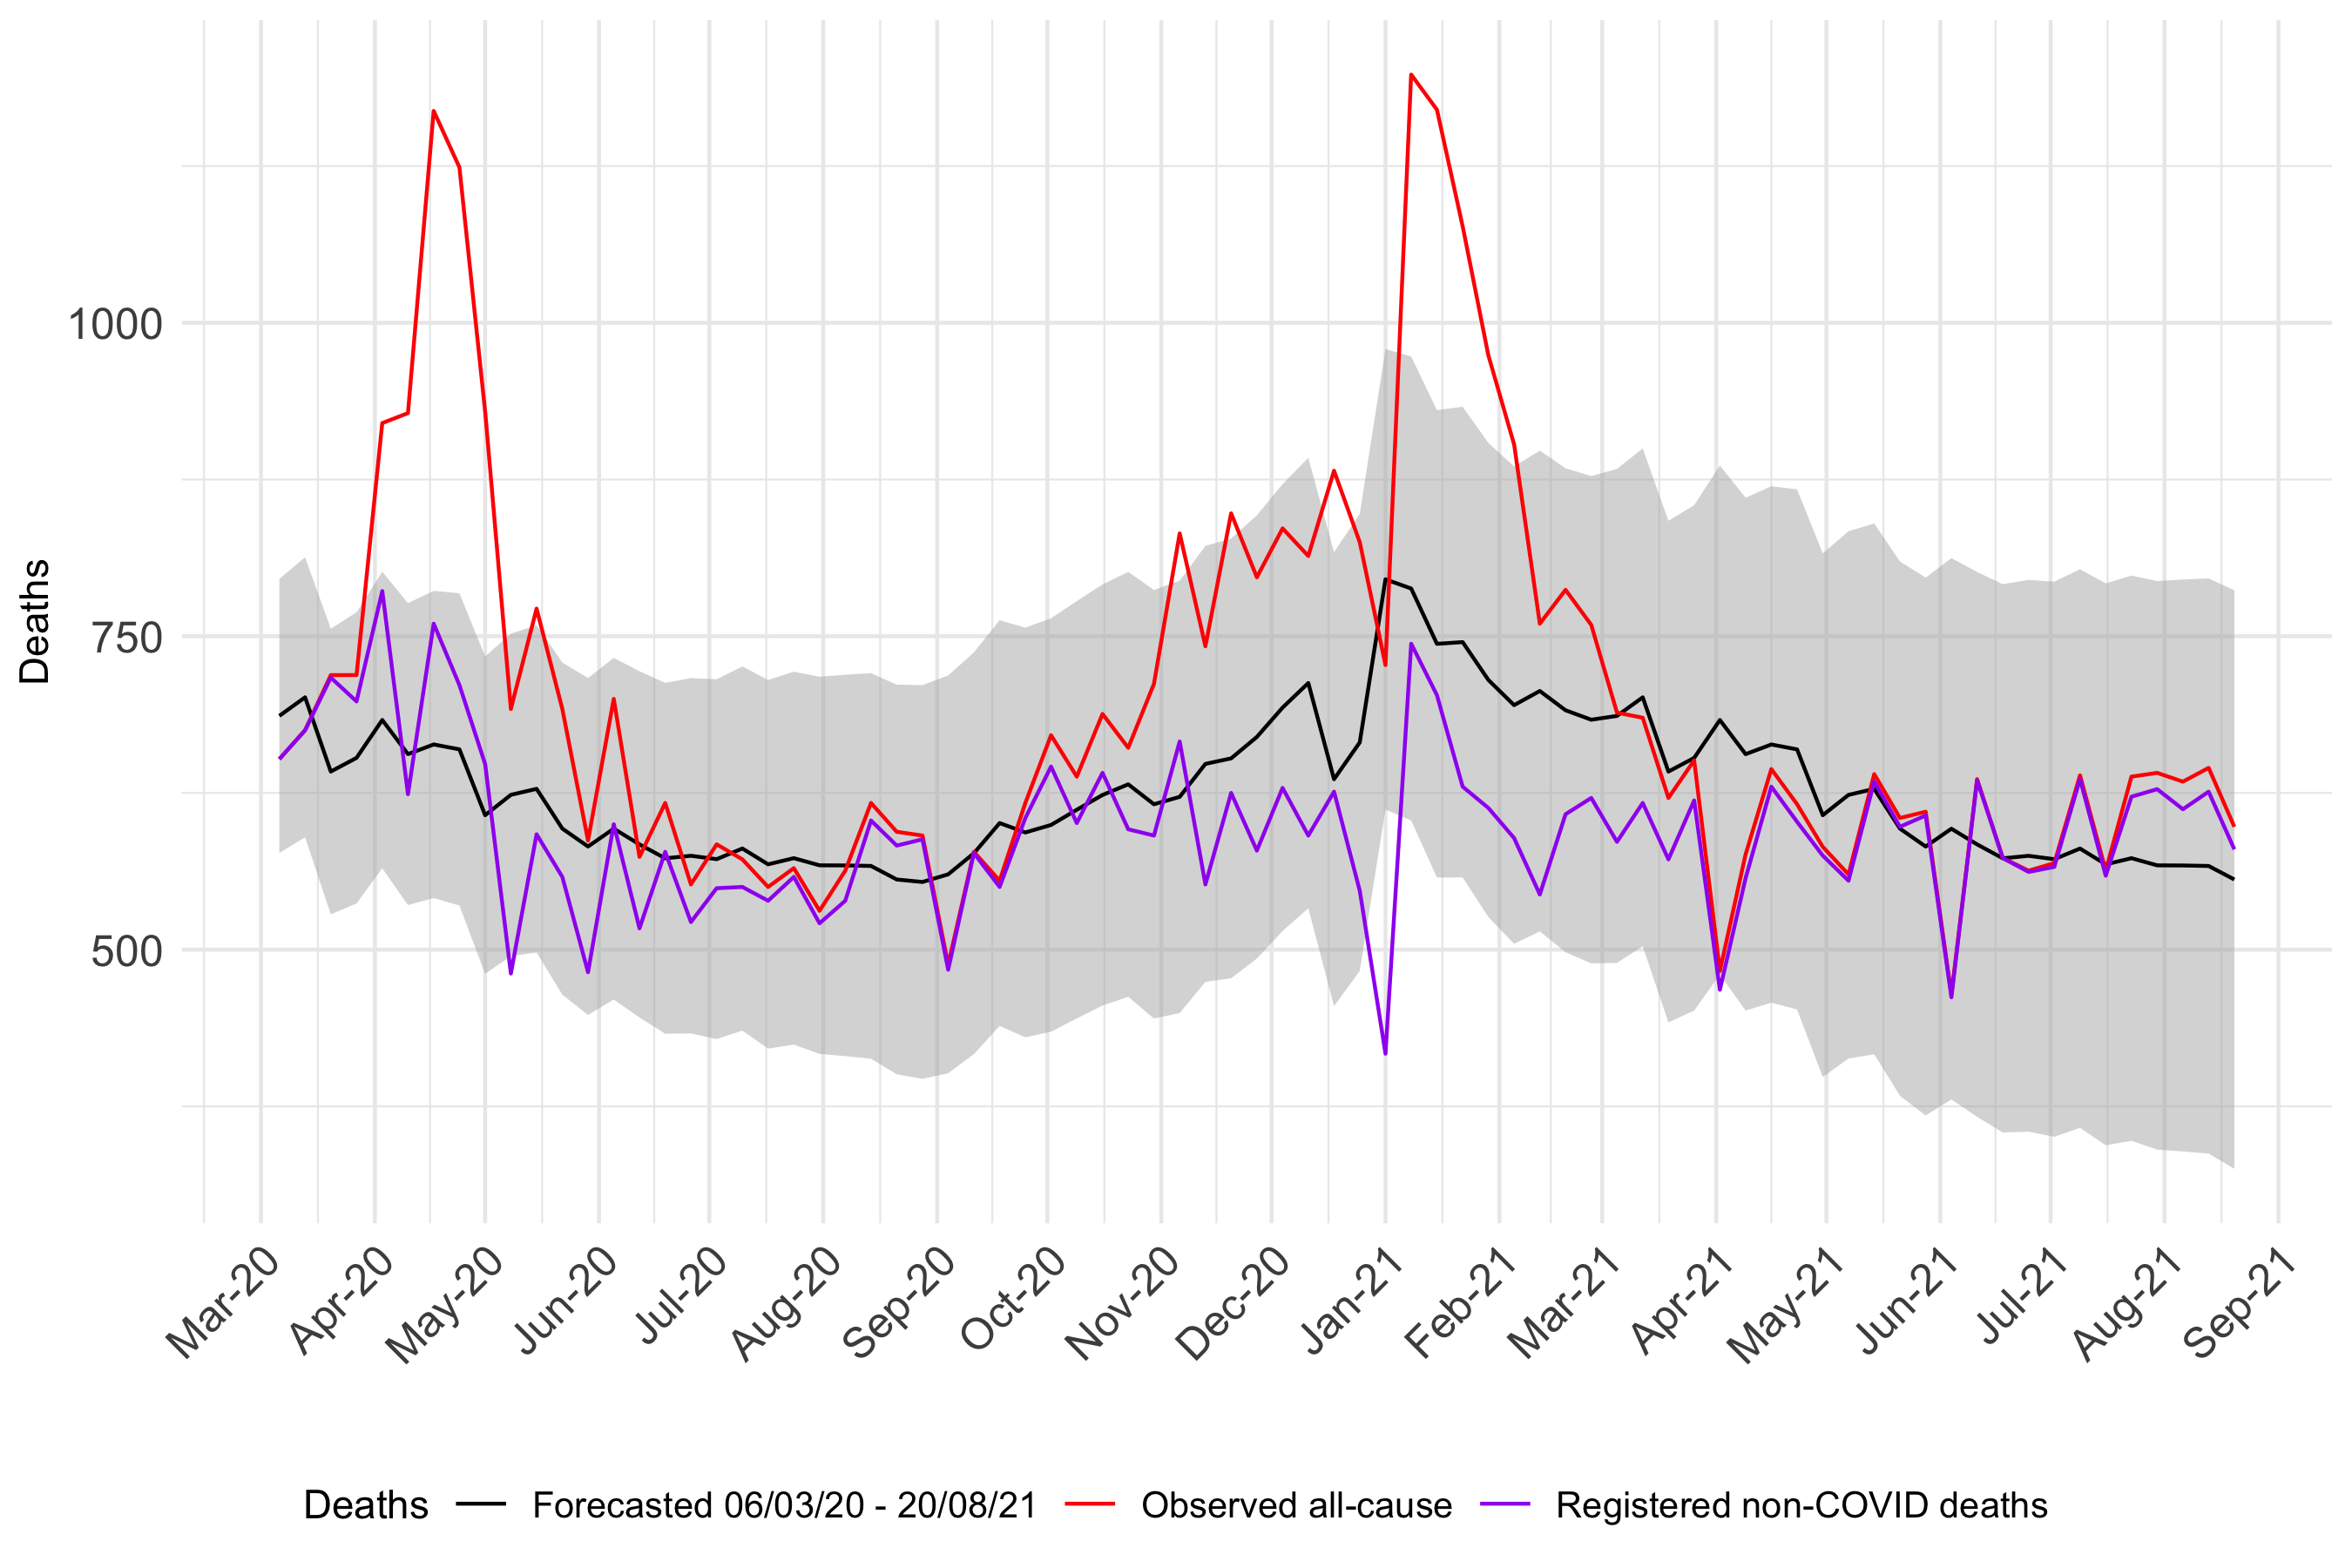 Deaths
1000
750
500
Mar-20
Apr-20
May-20
Jun-20
Jul-20
Aug-20
Sep-20
Oct-20
Nov-20
Dec-20
Jan-21
Feb-21
Mar-21
Apr-21
May-21
Jun-21
Jul-21
Aug-21
Sep-21
Deaths Forecasted 06/03/20 - 20/08/21 Observed all-cause Registered non-COVID deaths